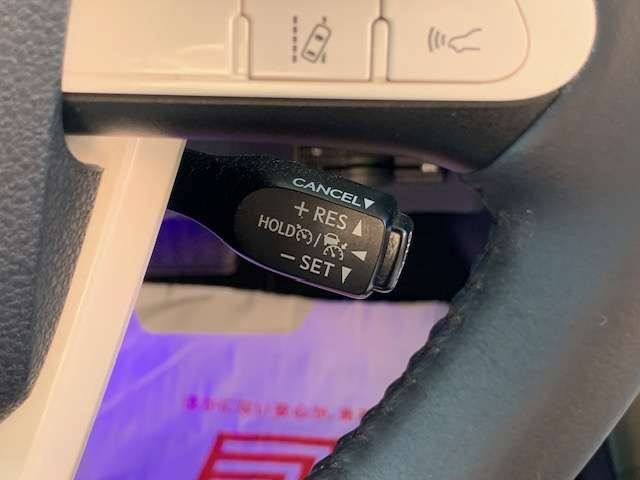 CANCEL▼
+ RES ▲
HOLD / ◀
− SET ▼